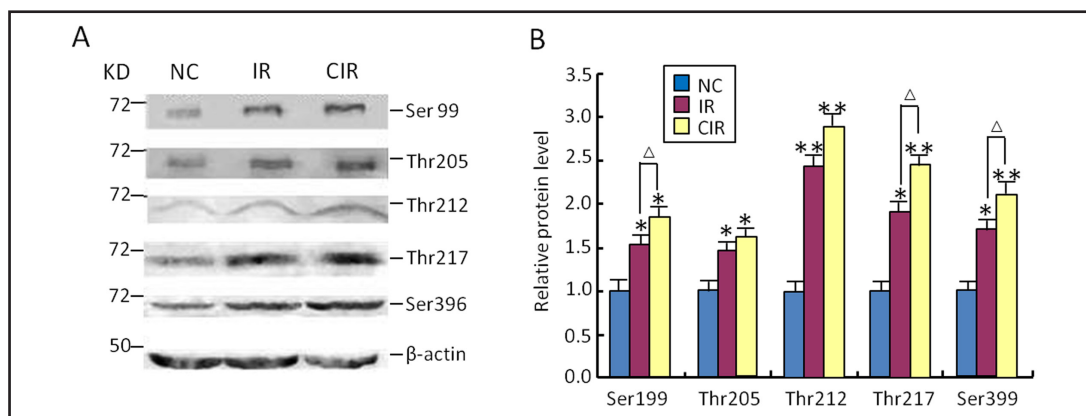 A
KD NC IR CIR
72 Ser 99
72 Thr205
72 Thr212
72 Thr217
72 Ser396
50 β-actin
B
Relative protein level
3.5
3.0
2.5
2.0
1.5
1.0
0.5
0.0
NC
IR
CIR
* * △
* *
** **
* ** △
* ** △
Ser199 Thr205 Thr212 Thr217 Ser399